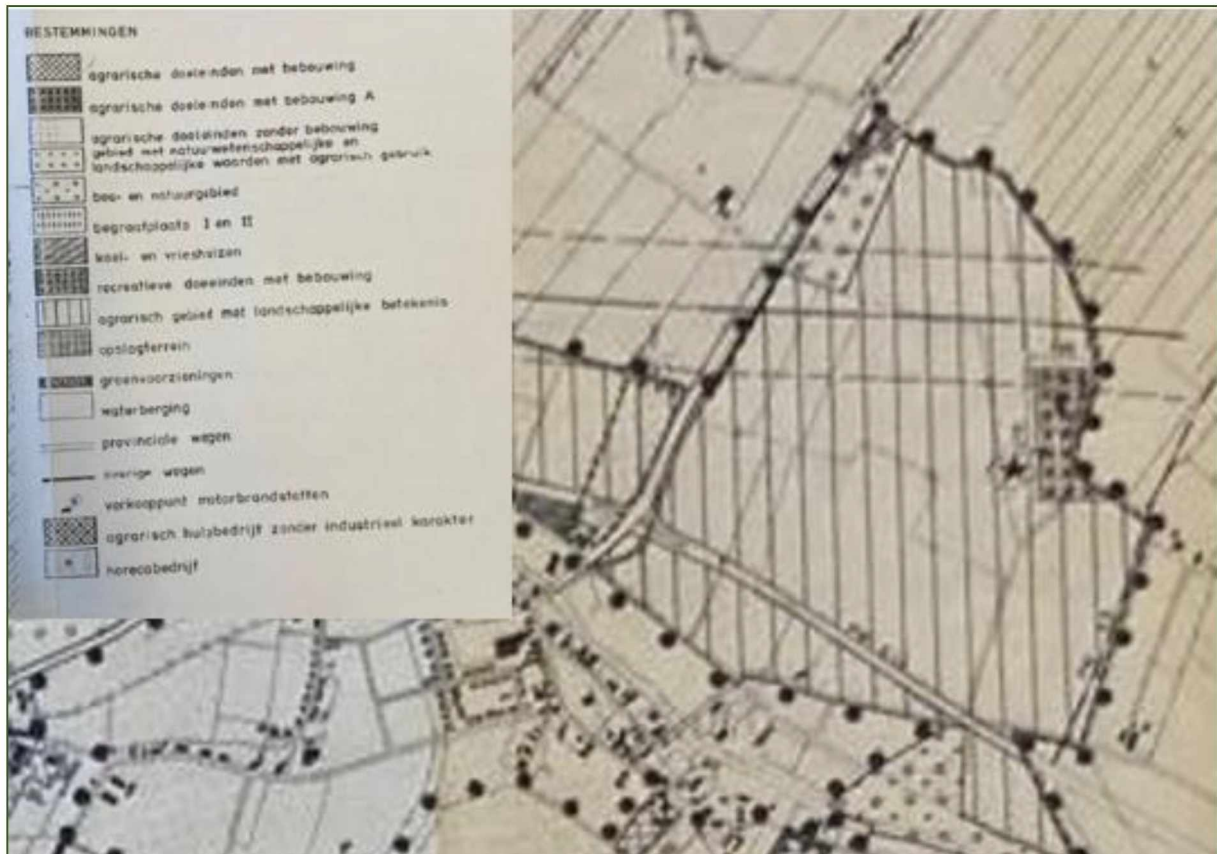 BESTEMMINGEN
agrarische doeleinden met bebouwing
agrarische doeleinden met bebouwing A
agrarische doeleinden zonder bebouwing
gebied met natuurwetenschappelijke en
landschappelijke waarden met agrarisch gebruik
bos- en natuurgebied
begraafplaats I en II
koel- en vrieshuizen
recreatieve doeleinden met bebouwing
agrarisch gebied met landschappelijke betekenis
opslagterrein
groenvoorzieningen
waterberging
provinciale wegen
overige wegen
verkooppunt motorbrandstoffen
agrarisch hulpbedrijf zonder industrieel karakter
horecabedrijf